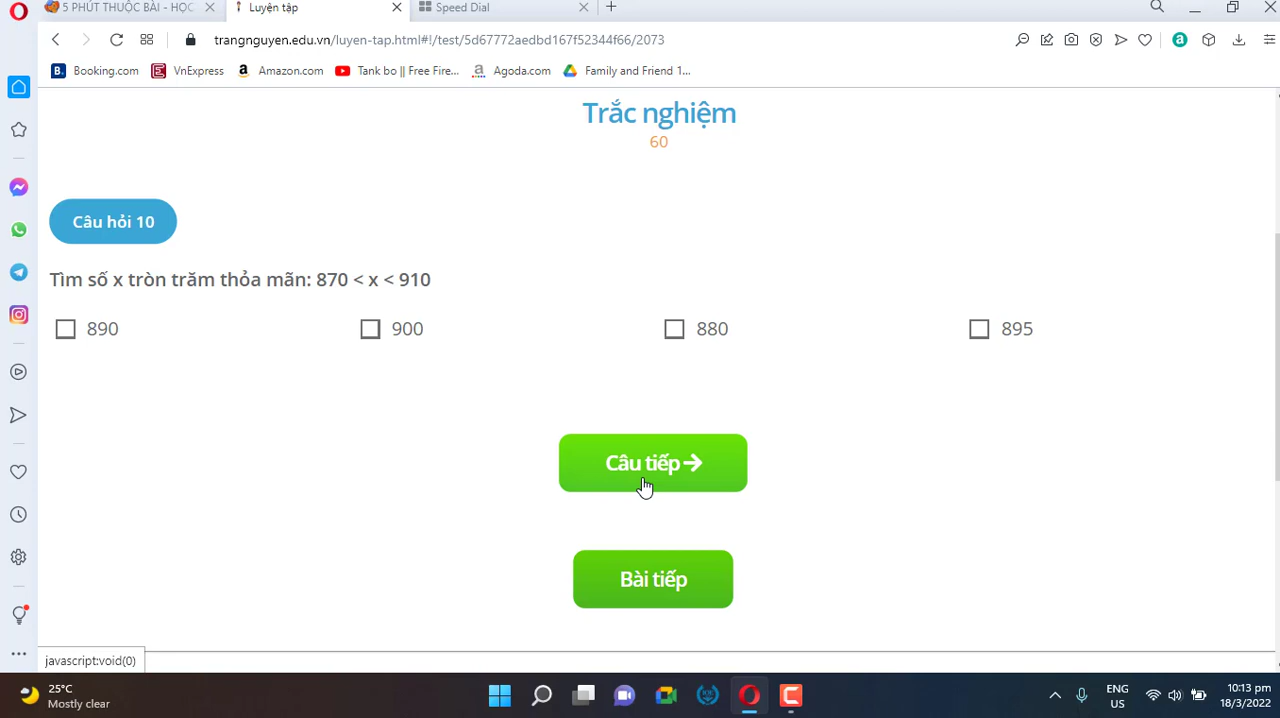 5 PHÚT THUỘC BÀI - HỌC
Luyện tập
Speed Dial
trangnguyen.edu.vn/luyen-tap.html#!/test/5d67772aedbd167f52344f66/2073
B. Booking.com
E VnExpress
a Amazon.com
Tank bo || Free Fire...
a Agoda.com
Family and Friend 1...
Trắc nghiệm
60
Câu hỏi 10
Tìm số x tròn trăm thỏa mãn: 870 < x < 910
890
900
880
895
Câu tiếp
Bài tiếp
javascript:void(0)
25°C
Mostly clear
ENG
US
10:13 pm
18/3/2022